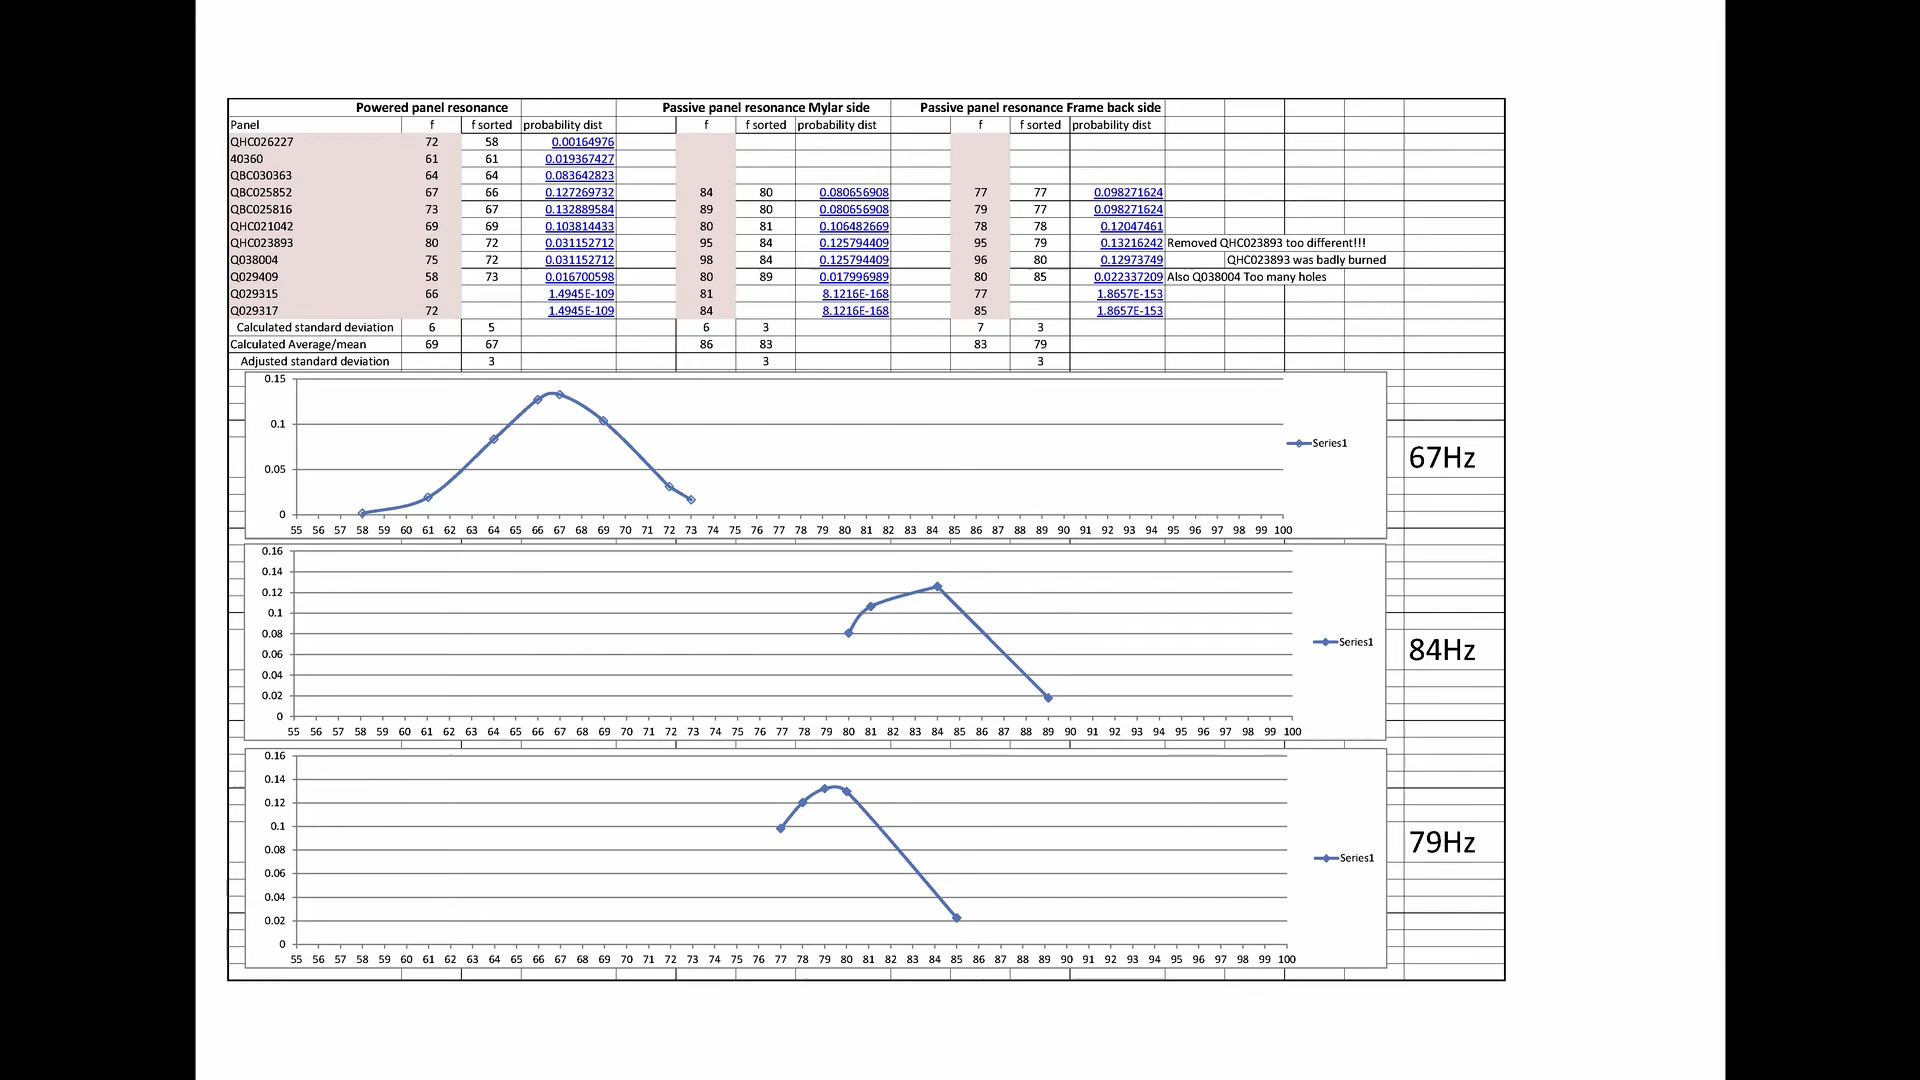 Powered panel resonance Passive panel resonance Mylar side Passive panel resonance Frame back side
Panel f f sorted probability dist f f sorted probability dist f f sorted probability dist
QHC026227 72 58 0.00164976
40360 61 61 0.019367427
QBC030363 64 64 0.083642823
QBC025852 67 66 0.127269732 84 80 0.080656908 77 77 0.098271624
QBC025816 73 67 0.132889584 89 80 0.080656908 79 77 0.098271624
QHC021042 69 69 0.103814433 80 81 0.106482669 78 78 0.12047461
QHC023893 80 72 0.031152712 95 84 0.125794409 95 79 0.13216242 Removed QHC023893 too different!!!
Q038004 75 72 0.031152712 98 84 0.125794409 96 80 0.12973749 QHC023893 was badly burned
Q029409 58 73 0.016700598 80 89 0.017996989 80 85 0.022337209 Also Q038004 Too many holes
Q029315 66 1.4945E-109 81 8.1216E-168 77 1.8657E-153
Q029317 72 1.4945E-109 84 8.1216E-168 85 1.8657E-153
Calculated standard deviation 6 5 6 3 7 3
Calculated Average/mean 69 67 86 83 83 79
Adjusted standard deviation 3 3 3
0.15
0.1
0.05
0
55 56 57 58 59 60 61 62 63 64 65 66 67 68 69 70 71 72 73 74 75 76 77 78 79 80 81 82 83 84 85 86 87 88 89 90 91 92 93 94 95 96 97 98 99 100
Series1
67Hz
0.16
0.14
0.12
0.1
0.08
0.06
0.04
0.02
0
55 56 57 58 59 60 61 62 63 64 65 66 67 68 69 70 71 72 73 74 75 76 77 78 79 80 81 82 83 84 85 86 87 88 89 90 91 92 93 94 95 96 97 98 99 100
Series1
84Hz
0.16
0.14
0.12
0.1
0.08
0.06
0.04
0.02
0
55 56 57 58 59 60 61 62 63 64 65 66 67 68 69 70 71 72 73 74 75 76 77 78 79 80 81 82 83 84 85 86 87 88 89 90 91 92 93 94 95 96 97 98 99 100
Series1
79Hz